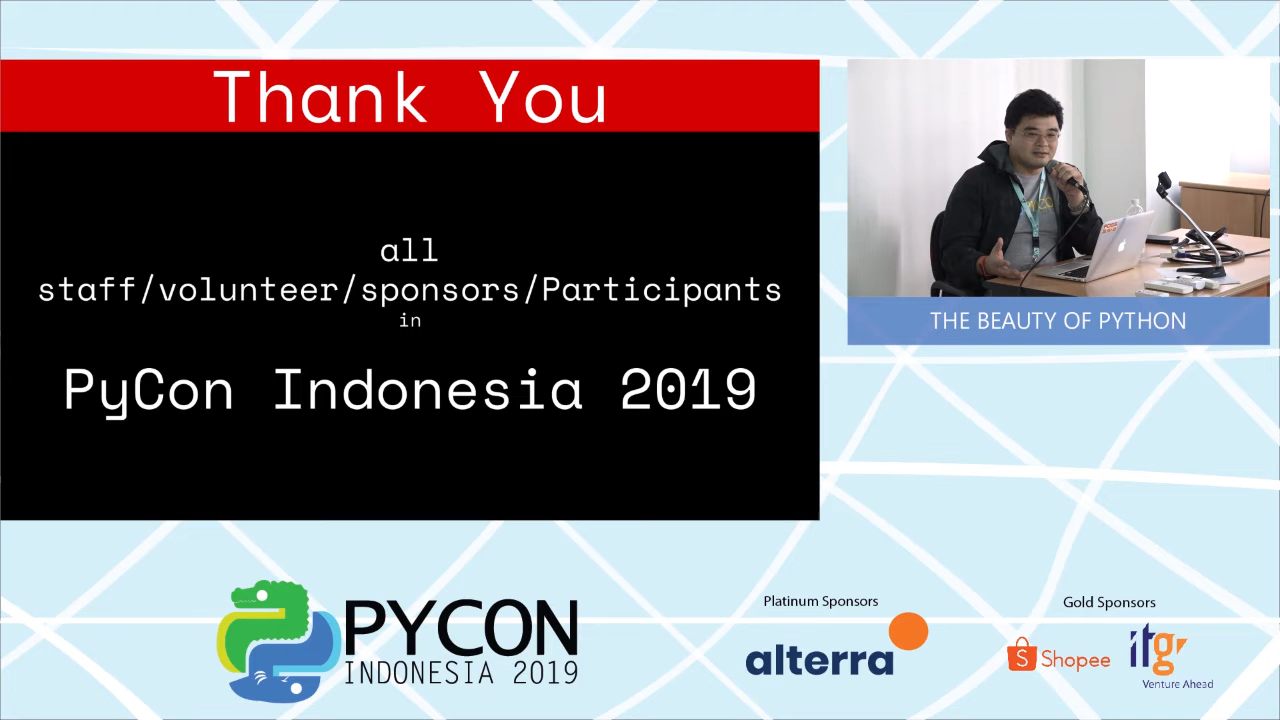 Thank You
all
staff/volunteer/sponsors/Participants
in
PyCon Indonesia 2019
THE BEAUTY OF PYTHON
PYCON
INDONESIA 2019
Platinum Sponsors
alterra
Gold Sponsors
Shopee
itg
Venture Ahead